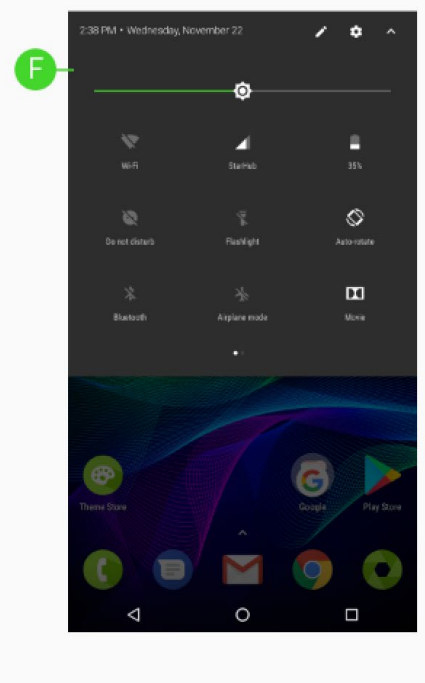 2:38 PM • Wednesday, November 22
F
Wi-Fi
StarHub
35%
Do not disturb
Flashlight
Auto-rotate
Bluetooth
Airplane mode
Movie
Theme Store
Google
Play Store